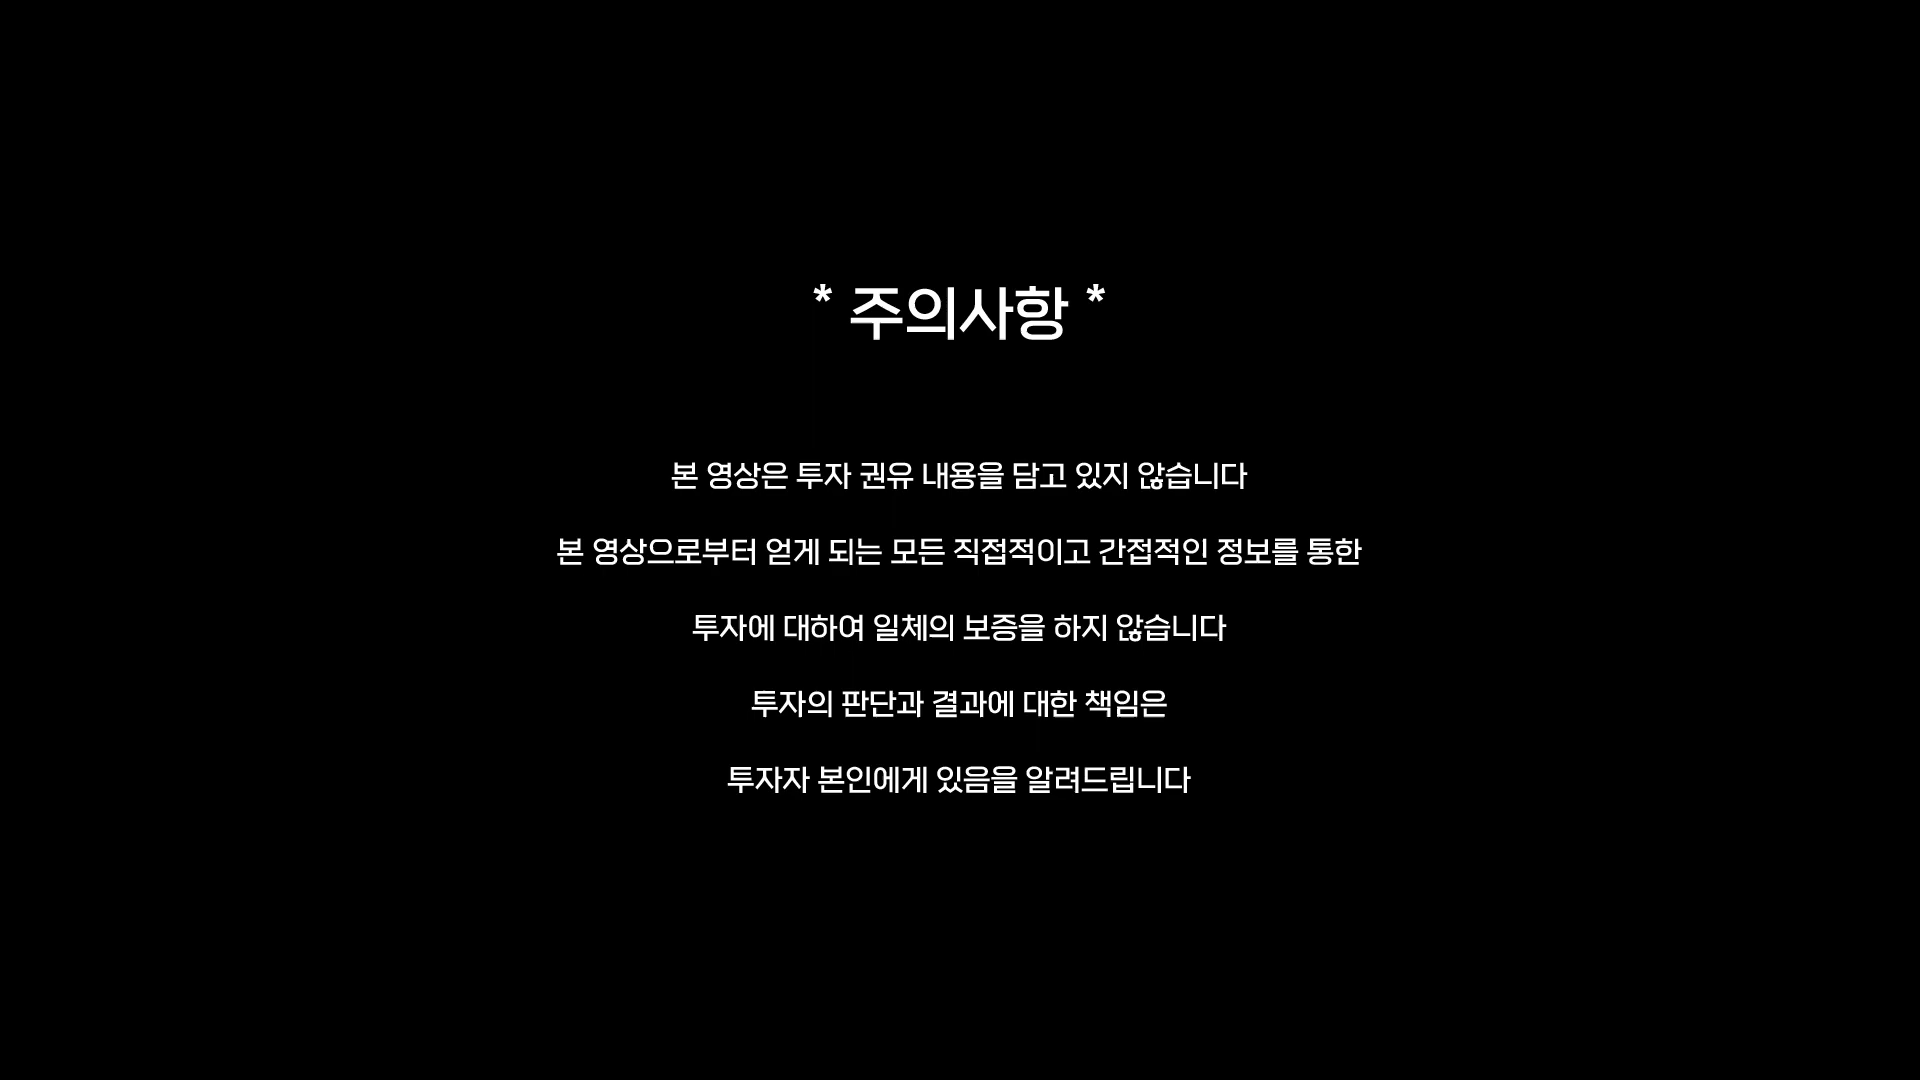 * 주의사항 *
본 영상은 투자 권유 내용을 담고 있지 않습니다
본 영상으로부터 얻게 되는 모든 직접적이고 간접적인 정보를 통한
투자에 대하여 일체의 보증을 하지 않습니다
투자의 판단과 결과에 대한 책임은
투자자 본인에게 있음을 알려드립니다